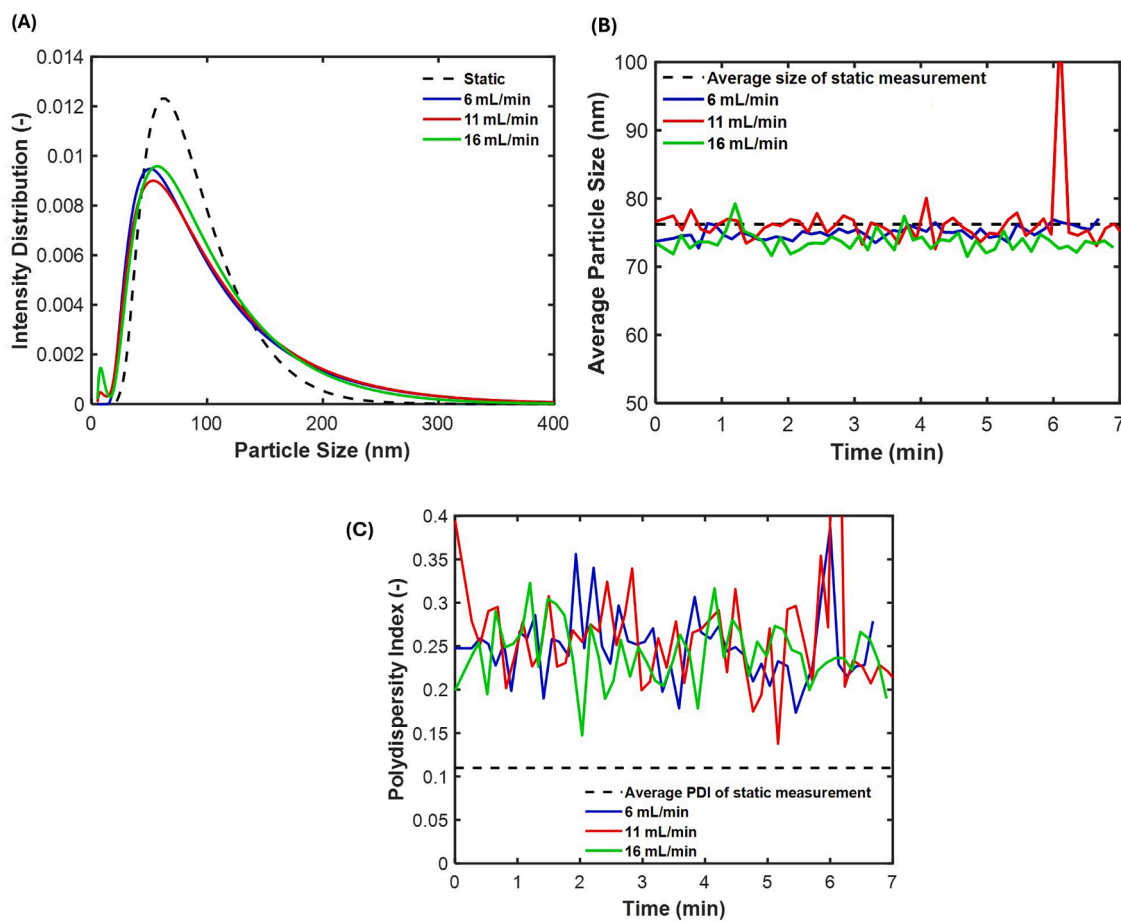 (A)
0.014
0.012
0.01
0.008
0.006
0.004
0.002
0
Intensity Distribution (-)
0 100 200 300 400
Particle Size (nm)
Static
6 mL/min
11 mL/min
16 mL/min
(B)
100
90
80
70
60
50
Average Particle Size (nm)
0 1 2 3 4 5 6 7
Time (min)
Average size of static measurement
6 mL/min
11 mL/min
16 mL/min
(C)
0.4
0.35
0.3
0.25
0.2
0.15
0.1
0.05
0
Polydispersity Index (-)
0 1 2 3 4 5 6 7
Time (min)
Average PDI of static measurement
6 mL/min
11 mL/min
16 mL/min